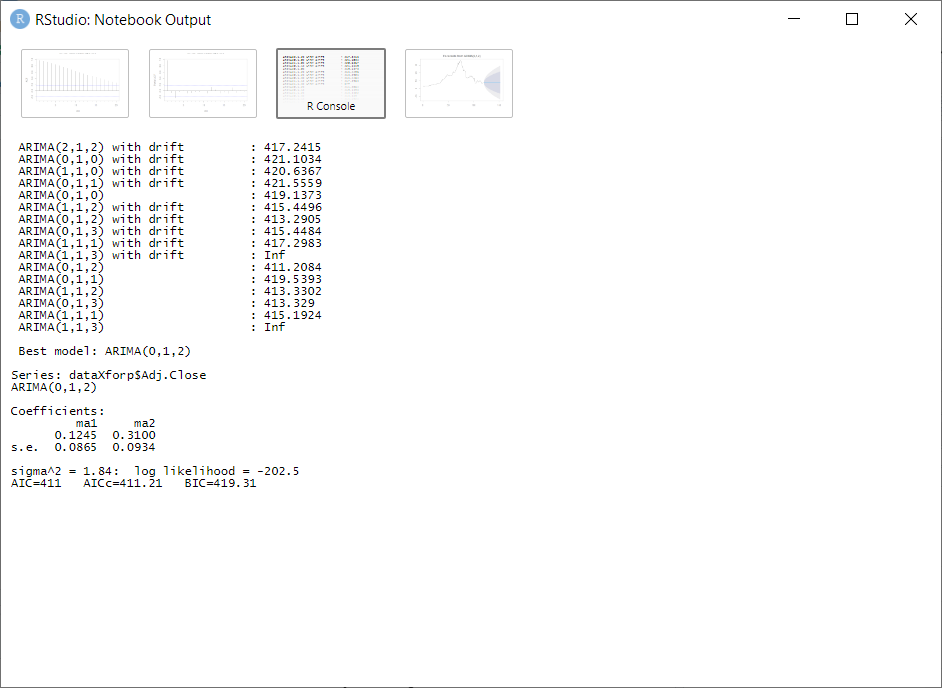 RStudio: Notebook Output
R Console
ARIMA(2,1,2) with drift         : 417.2415
ARIMA(0,1,0) with drift         : 421.1034
ARIMA(1,1,0) with drift         : 420.6367
ARIMA(0,1,1) with drift         : 421.5559
ARIMA(0,1,0)                    : 419.1373
ARIMA(1,1,2) with drift         : 415.4496
ARIMA(0,1,2) with drift         : 413.2905
ARIMA(0,1,3) with drift         : 415.4484
ARIMA(1,1,1) with drift         : 417.2983
ARIMA(1,1,3) with drift         : Inf
ARIMA(0,1,2)                    : 411.2084
ARIMA(0,1,1)                    : 419.5393
ARIMA(1,1,2)                    : 413.3302
ARIMA(0,1,3)                    : 413.329
ARIMA(1,1,1)                    : 415.1924
ARIMA(1,1,3)                    : Inf
Best model: ARIMA(0,1,2)
Series: dataXforp$Adj.Close
ARIMA(0,1,2)
Coefficients:
ma1     ma2
0.1245  0.3100
s.e.  0.0865  0.0934
sigma^2 = 1.84:  log likelihood = -202.5
AIC=411   AICc=411.21   BIC=419.31